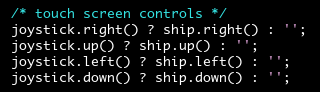 /* touch screen controls */
joystick.right() ? ship.right() : '';
joystick.up() ? ship.up() : '';
joystick.left() ? ship.left() : '';
joystick.down() ? ship.down() : '';